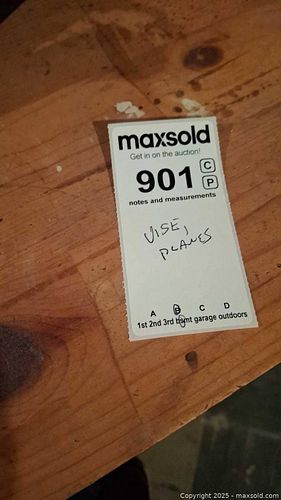 maxsold
Get in on the auction!
901 C
P
notes and measurements
VISE,
PLANES
A B C D
1st 2nd 3rd bsmt garage outdoors
Copyright 2025 - maxsold.com